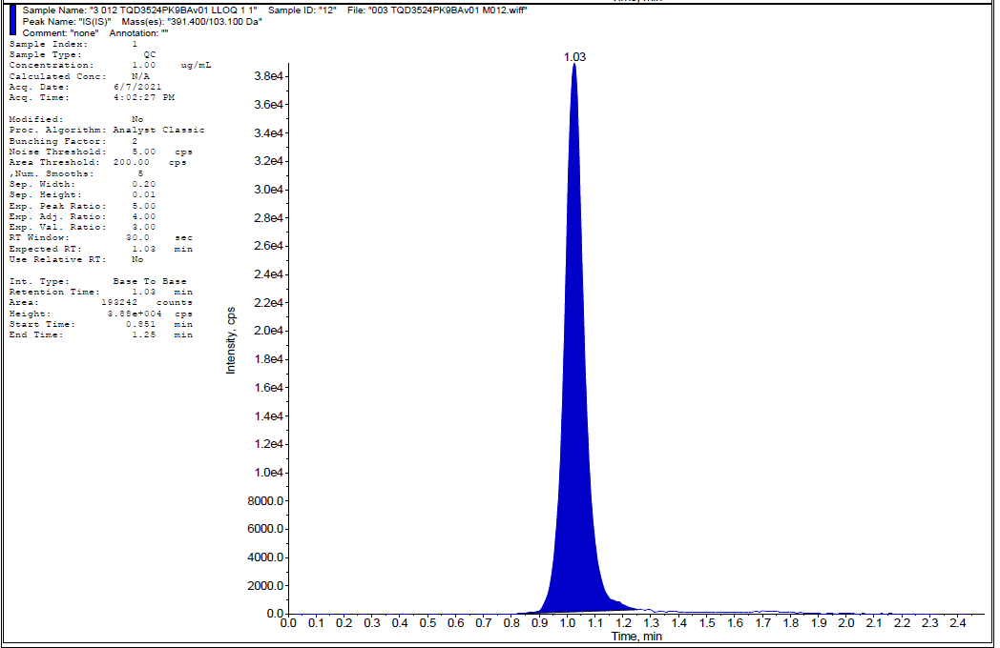 Sample Name: "3 012 TQD3524PK9BAv01 LLOQ 1 1" Sample ID: "12" File: "003 TQD3524PK9BAv01 M012.wiff"
Peak Name: "IS(IS)" Mass(es): "391.400/103.100 Da"
Comment: "none" Annotation: ""
Sample Index: 1
Sample Type: QC
Concentration: 1.00 ug/mL
Calculated Conc: N/A
Acq. Date: 6/7/2021
Acq. Time: 4:02:27 PM
Modified: No
Proc. Algorithm: Analyst Classic
Bunching Factor: 2
Noise Threshold: 5.00 cps
Area Threshold: 200.00 cps
,Num. Smooths: 5
Sep. Width: 0.20
Sep. Height: 0.01
Exp. Peak Ratio: 5.00
Exp. Adj. Ratio: 4.00
Exp. Val. Ratio: 3.00
RT Window: 30.0 sec
Expected RT: 1.03 min
Use Relative RT: No
Int. Type: Base To Base
Retention Time: 1.03 min
Area: 193242 counts
Height: 3.88e+004 cps
Start Time: 0.851 min
End Time: 1.25 min
1.03
3.8e4
3.6e4
3.4e4
3.2e4
3.0e4
2.8e4
2.6e4
2.4e4
2.2e4
2.0e4
1.8e4
1.6e4
1.4e4
1.2e4
1.0e4
8000.0
6000.0
4000.0
2000.0
0.0
Intensity, cps
0.0 0.1 0.2 0.3 0.4 0.5 0.6 0.7 0.8 0.9 1.0 1.1 1.2 1.3 1.4 1.5 1.6 1.7 1.8 1.9 2.0 2.1 2.2 2.3 2.4
Time, min